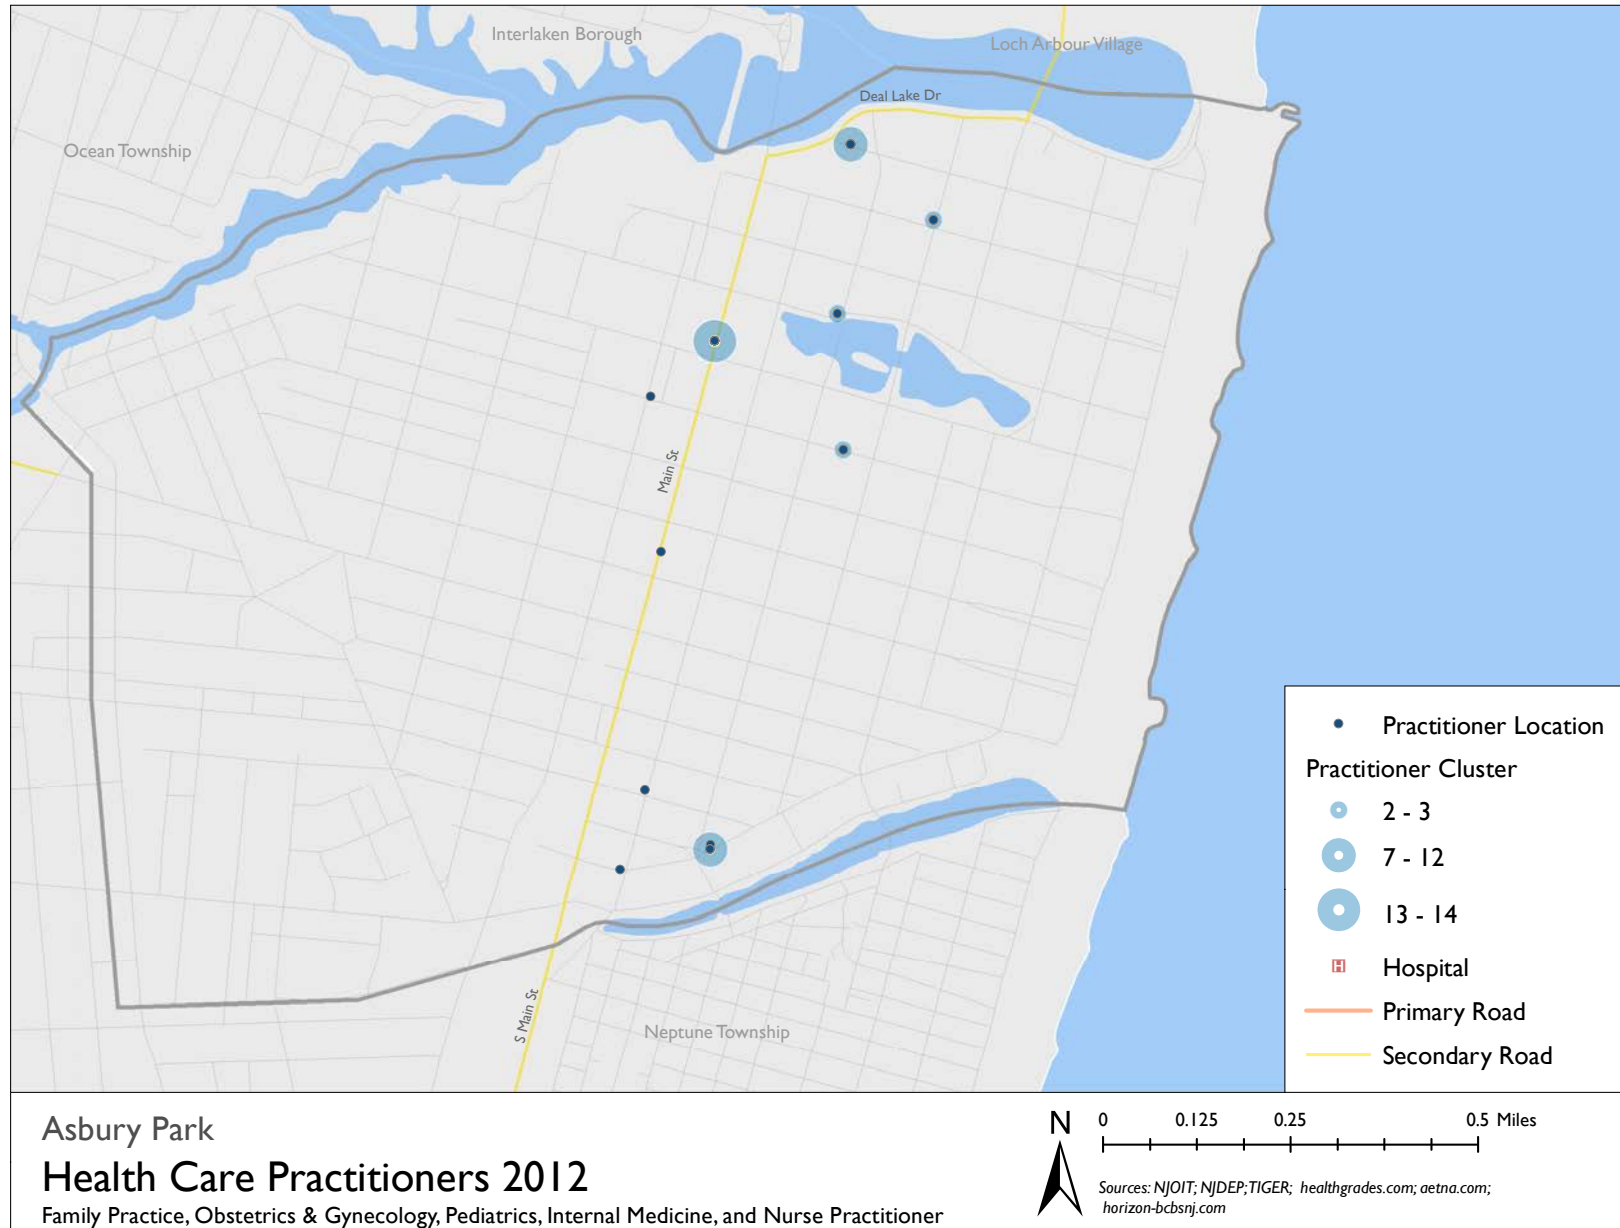 Interlaken Borough
Loch Arbour Village
Deal Lake Dr
Ocean Township
Main St
S Main St
Neptune Township
Practitioner Location
Practitioner Cluster
2 - 3
7 - 12
13 - 14
H Hospital
Primary Road
Secondary Road
Asbury Park
Health Care Practitioners 2012
Family Practice, Obstetrics & Gynecology, Pediatrics, Internal Medicine, and Nurse Practitioner
N
0 0.125 0.25 0.5 Miles
Sources: NJOIT; NJDEP;TIGER; healthgrades.com; aetna.com;
horizon-bcbsnj.com